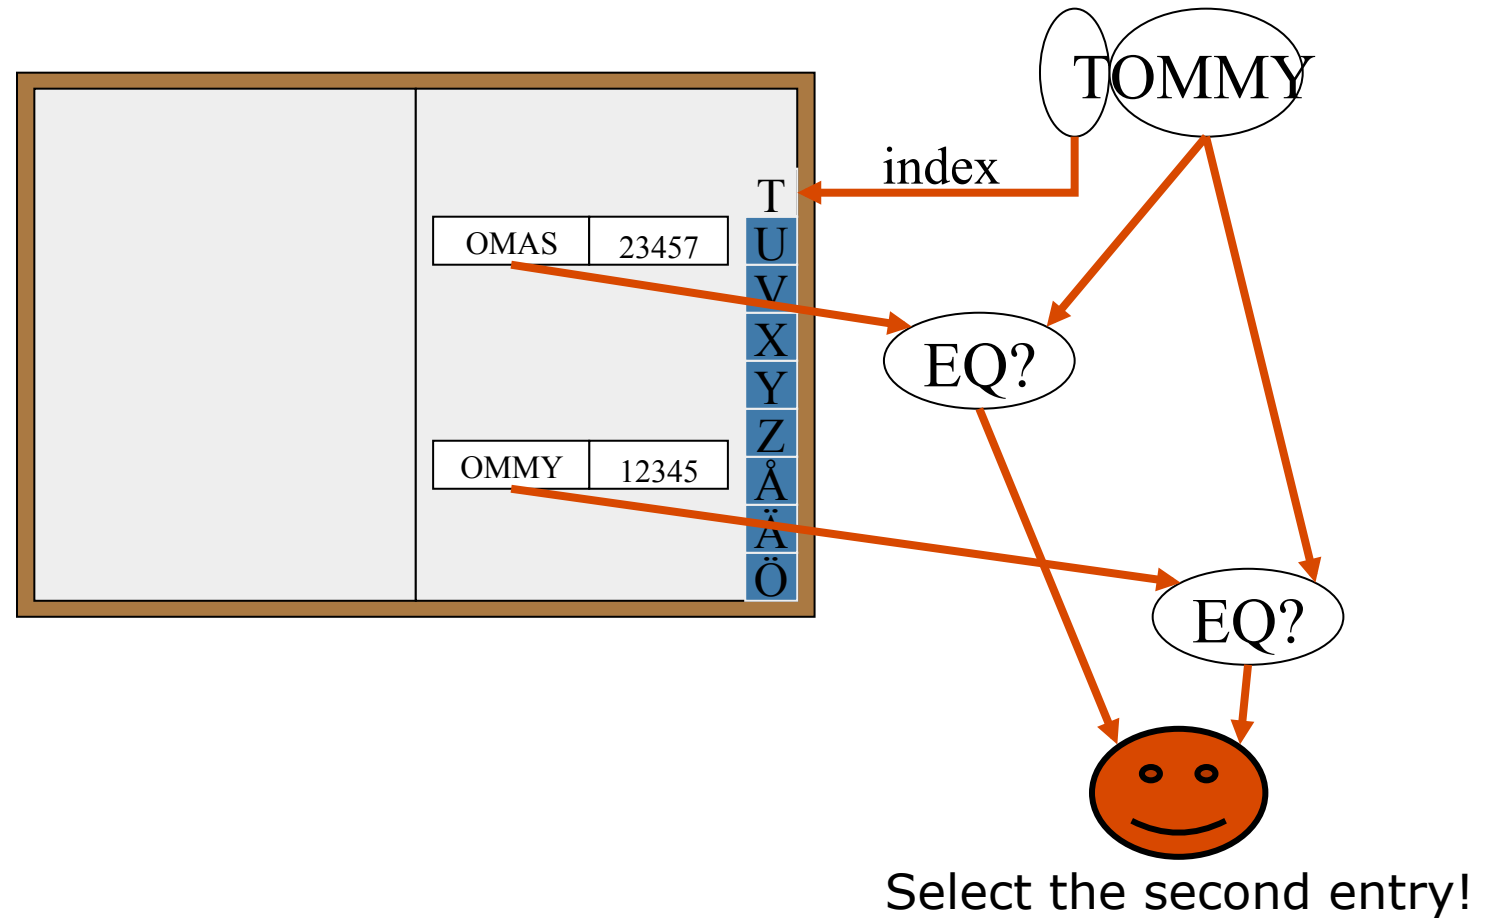 TOMMY
index
T
OMAS 23457
U
V
EQ?
X
Y
Z
OMMY 12345
Å
Ä
Ö
EQ?
Select the second entry!